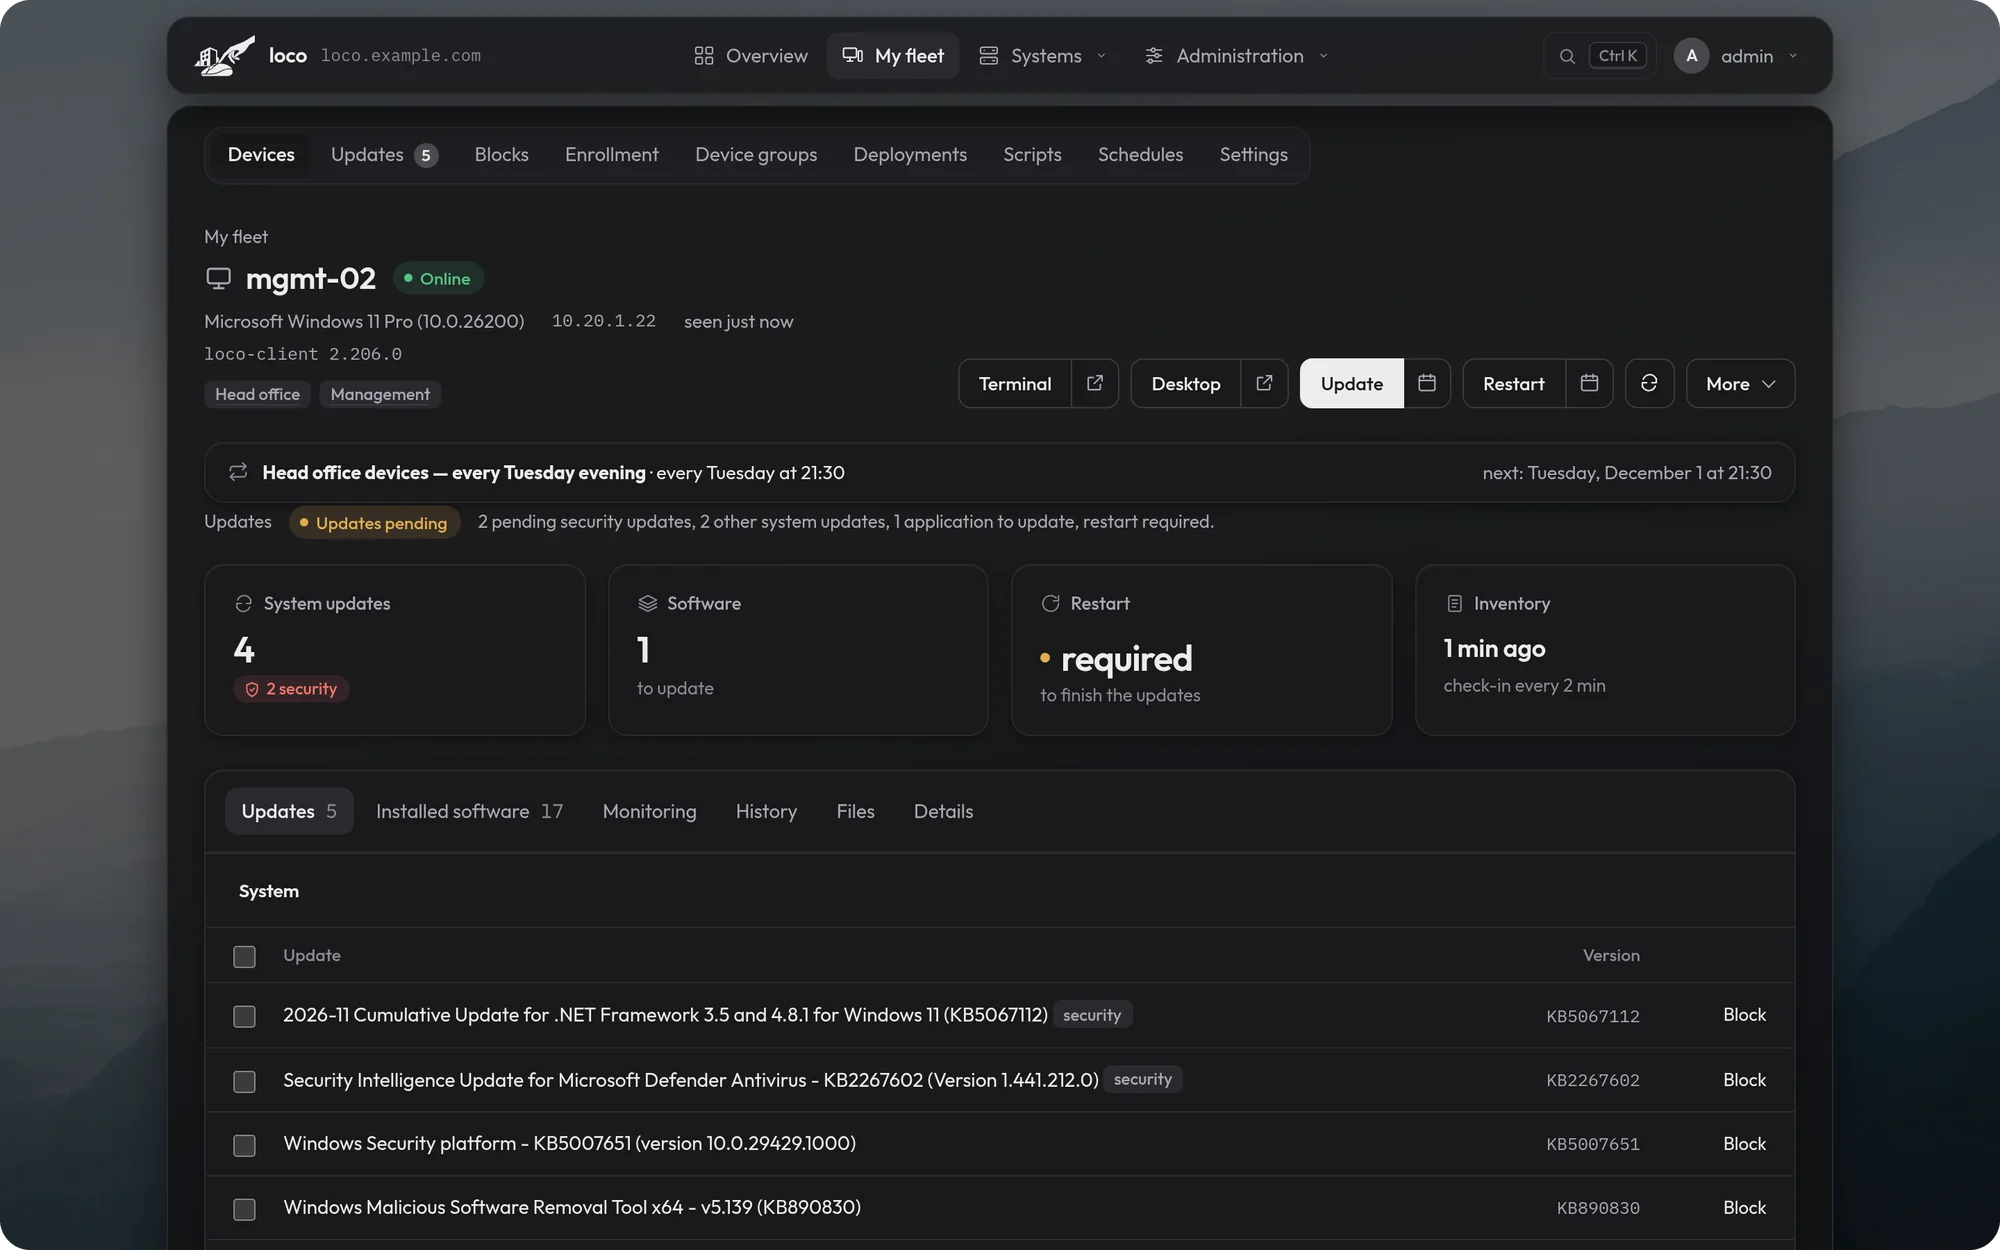 loco loco.example.com Overview My fleet Systems Administration Ctrl K A admin
Devices Updates 5 Blocks Enrollment Device groups Deployments Scripts Schedules Settings
My fleet
mgmt-02 Online
Microsoft Windows 11 Pro (10.0.26200) 10.20.1.22 seen just now
loco-client 2.206.0
Head office Management
Terminal Desktop Update Restart More
Head office devices — every Tuesday evening · every Tuesday at 21:30 next: Tuesday, December 1 at 21:30
Updates Updates pending 2 pending security updates, 2 other system updates, 1 application to update, restart required.
System updates
4
2 security
Software
1
to update
Restart
required
to finish the updates
Inventory
1 min ago
check-in every 2 min
Updates 5 Installed software 17 Monitoring History Files Details
System
Update Version
2026-11 Cumulative Update for .NET Framework 3.5 and 4.8.1 for Windows 11 (KB5067112) security KB5067112 Block
Security Intelligence Update for Microsoft Defender Antivirus - KB2267602 (Version 1.441.212.0) security KB2267602 Block
Windows Security platform - KB5007651 (version 10.0.29429.1000) KB5007651 Block
Windows Malicious Software Removal Tool x64 - v5.139 (KB890830) KB890830 Block